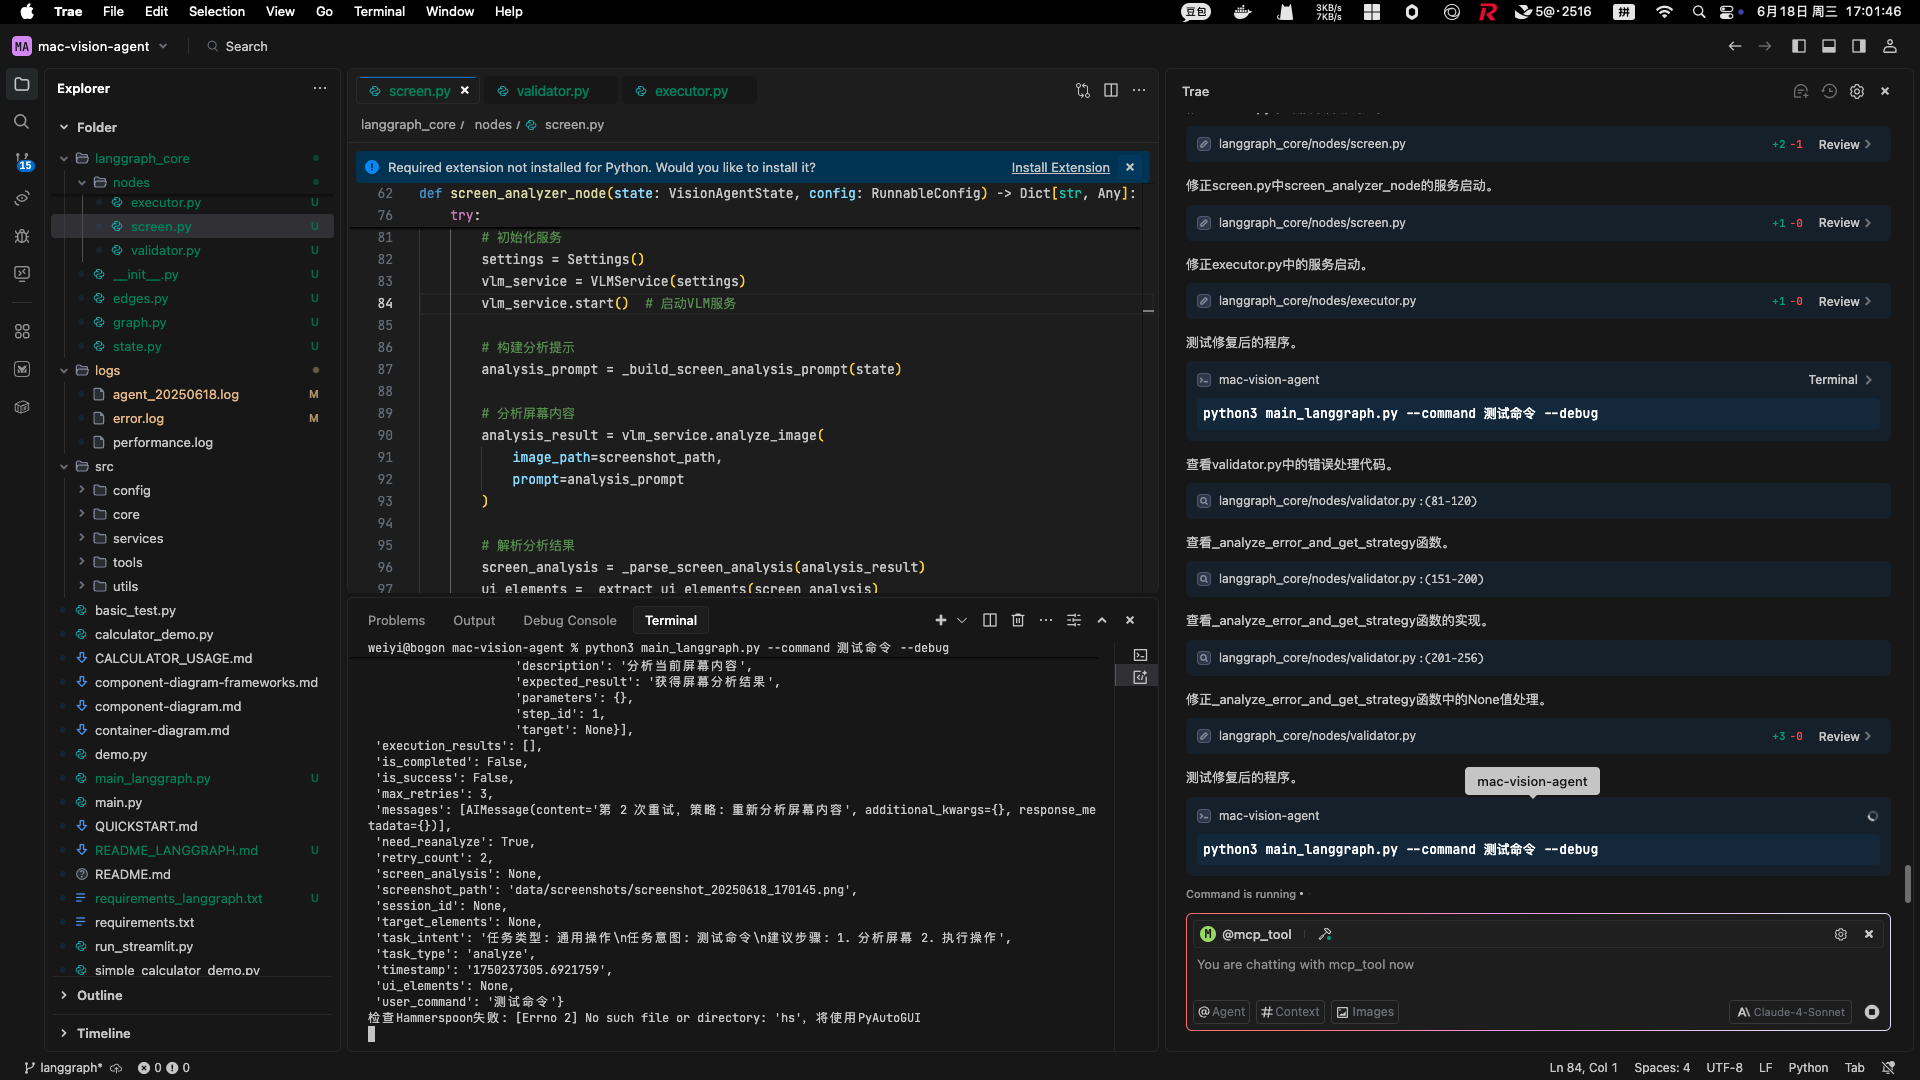 Trae File Edit Selection View Go Terminal Window Help
豆包 3KB/s 7KB/s 5@·2516 拼 6月18日 周三 17:01:46
MA mac-vision-agent Search
Explorer
Folder
langgraph_core
nodes
executor.py U
screen.py U
validator.py U
__init__.py U
edges.py U
graph.py U
state.py U
logs
agent_20250618.log M
error.log M
performance.log
src
config
core
services
tools
utils
basic_test.py
calculator_demo.py
CALCULATOR_USAGE.md
component-diagram-frameworks.md
component-diagram.md
container-diagram.md
demo.py
main_langgraph.py U
main.py
QUICKSTART.md
README_LANGGRAPH.md U
README.md
requirements_langgraph.txt U
requirements.txt
run_streamlit.py
simple_calculator_demo.py
Outline
Timeline
15
screen.py validator.py executor.py
langgraph_core / nodes / screen.py
Required extension not installed for Python. Would you like to install it? Install Extension
62 def screen_analyzer_node(state: VisionAgentState, config: RunnableConfig) -> Dict[str, Any]:
76 try:
81 # 初始化服务
82 settings = Settings()
83 vlm_service = VLMService(settings)
84 vlm_service.start() # 启动VLM服务
85
86 # 构建分析提示
87 analysis_prompt = _build_screen_analysis_prompt(state)
88
89 # 分析屏幕内容
90 analysis_result = vlm_service.analyze_image(
91 image_path=screenshot_path,
92 prompt=analysis_prompt
93 )
94
95 # 解析分析结果
96 screen_analysis = _parse_screen_analysis(analysis_result)
97 ui_elements = _extract_ui_elements(screen_analysis)
Problems Output Debug Console Terminal
weiyi@bogon mac-vision-agent % python3 main_langgraph.py --command 测试命令 --debug
'description': '分析当前屏幕内容',
'expected_result': '获得屏幕分析结果',
'parameters': {},
'step_id': 1,
'target': None}],
'execution_results': [],
'is_completed': False,
'is_success': False,
'max_retries': 3,
'messages': [AIMessage(content='第 2 次重试，策略: 重新分析屏幕内容', additional_kwargs={}, response_me
tadata={})],
'need_reanalyze': True,
'retry_count': 2,
'screen_analysis': None,
'screenshot_path': 'data/screenshots/screenshot_20250618_170145.png',
'session_id': None,
'target_elements': None,
'task_intent': '任务类型: 通用操作\n任务意图: 测试命令\n建议步骤: 1. 分析屏幕 2. 执行操作',
'task_type': 'analyze',
'timestamp': '1750237305.6921759',
'ui_elements': None,
'user_command': '测试命令'}
检查Hammerspoon失败: [Errno 2] No such file or directory: 'hs'，将使用PyAutoGUI
Trae
langgraph_core/nodes/screen.py +2 -1 Review
修正screen.py中screen_analyzer_node的服务启动。
langgraph_core/nodes/screen.py +1 -0 Review
修正executor.py中的服务启动。
langgraph_core/nodes/executor.py +1 -0 Review
测试修复后的程序。
mac-vision-agent Terminal
python3 main_langgraph.py --command 测试命令 --debug
查看validator.py中的错误处理代码。
langgraph_core/nodes/validator.py :(81-120)
查看_analyze_error_and_get_strategy函数。
langgraph_core/nodes/validator.py :(151-200)
查看_analyze_error_and_get_strategy函数的实现。
langgraph_core/nodes/validator.py :(201-256)
修正_analyze_error_and_get_strategy函数中的None值处理。
langgraph_core/nodes/validator.py +3 -0 Review
测试修复后的程序。
mac-vision-agent
mac-vision-agent
python3 main_langgraph.py --command 测试命令 --debug
Command is running
M @mcp_tool
You are chatting with mcp_tool now
@Agent #Context Images Claude-4-Sonnet
langgraph* 0 0 Ln 84, Col 1 Spaces: 4 UTF-8 LF Python Tab